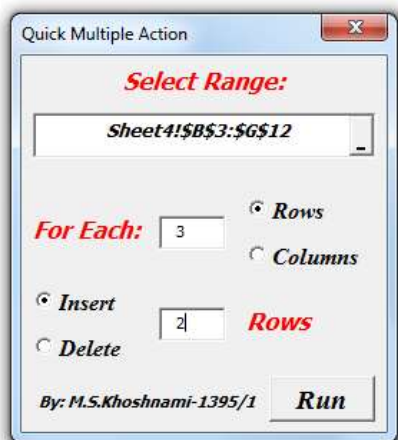 Quick Multiple Action
Select Range:
Sheet4!$B$3:$G$12
For Each: 3
Rows
Columns
Insert
Delete
2 Rows
By: M.S.Khoshnami-1395/1
Run